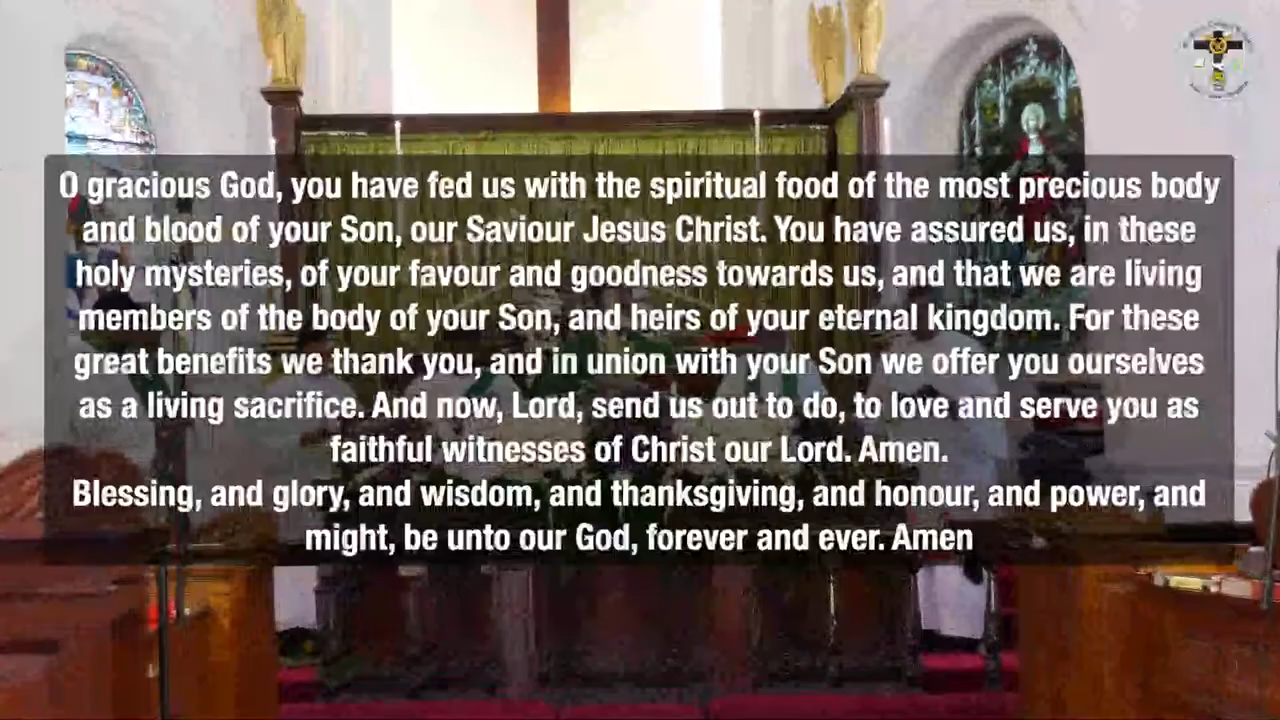 O gracious God, you have fed us with the spiritual food of the most precious body
and blood of your Son, our Saviour Jesus Christ. You have assured us, in these
holy mysteries, of your favour and goodness towards us, and that we are living
members of the body of your Son, and heirs of your eternal kingdom. For these
great benefits we thank you, and in union with your Son we offer you ourselves
as a living sacrifice. And now, Lord, send us out to do, to love and serve you as
faithful witnesses of Christ our Lord. Amen.
Blessing, and glory, and wisdom, and thanksgiving, and honour, and power, and
might, be unto our God, forever and ever. Amen